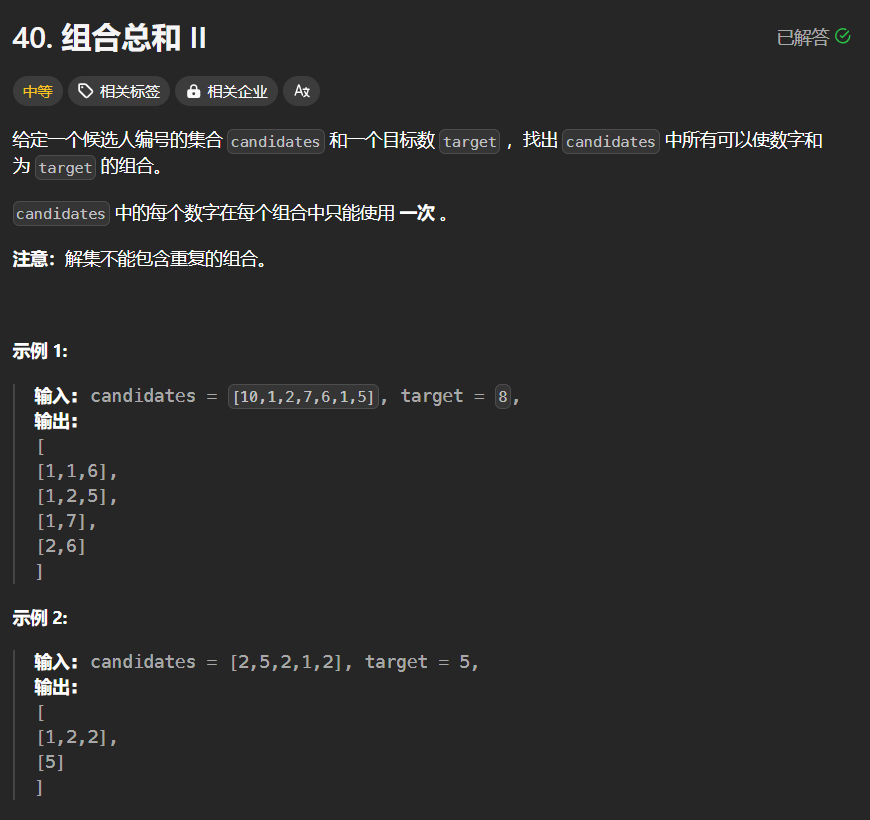 40. 组合总和 II
已解答
中等 相关标签 相关企业 Ax
给定一个候选人编号的集合 candidates 和一个目标数 target ，找出 candidates 中所有可以使数字和
为 target 的组合。
candidates 中的每个数字在每个组合中只能使用 一次 。
注意：解集不能包含重复的组合。
示例 1:
输入: candidates = [10,1,2,7,6,1,5], target = 8,
输出:
[
[1,1,6],
[1,2,5],
[1,7],
[2,6]
]
示例 2:
输入: candidates = [2,5,2,1,2], target = 5,
输出:
[
[1,2,2],
[5]
]